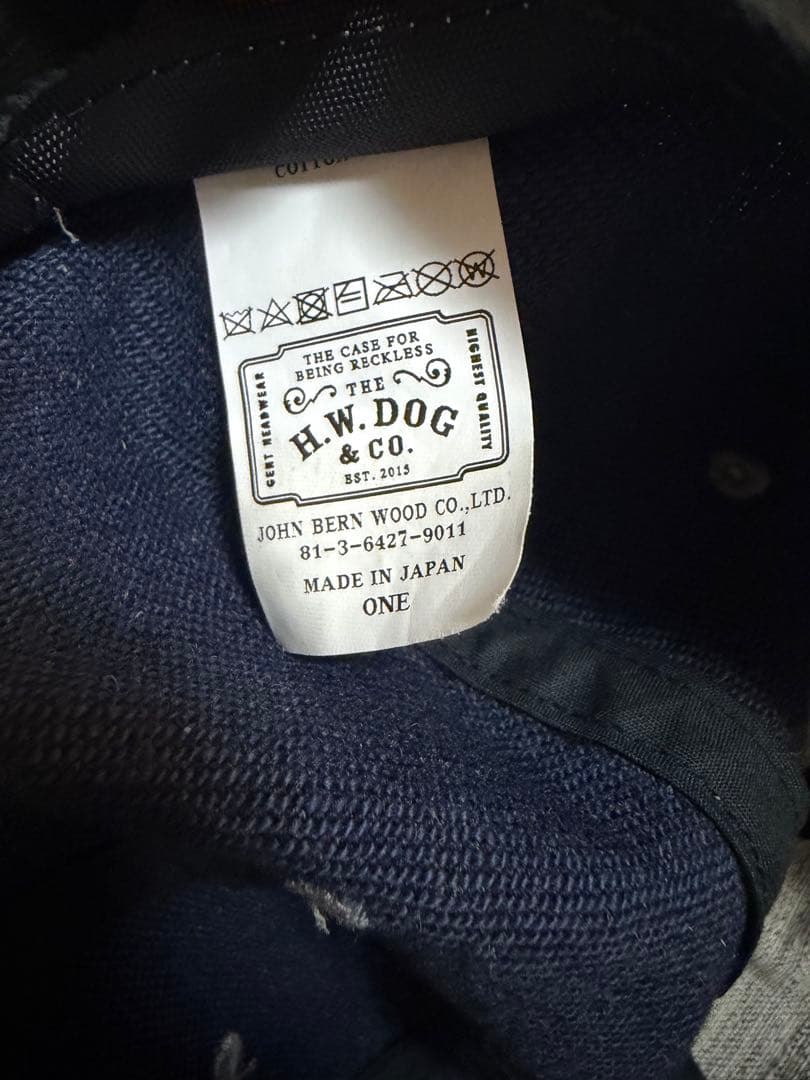 THE CASE FOR
BEING RECKLESS
THE
H.W.DOG
& CO.
EST. 2015
GENT HEADWEAR
HIGHEST QUALITY
JOHN BERN WOOD CO.,LTD.
81-3-6427-9011
MADE IN JAPAN
ONE